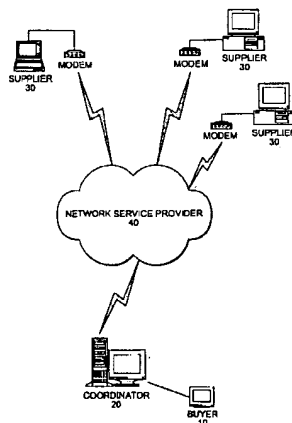 MODEM
SUPPLIER
30
MODEM
SUPPLIER
30
MODEM
SUPPLIER
30
NETWORK SERVICE PROVIDER
40
COORDINATOR
20
BUYER
10